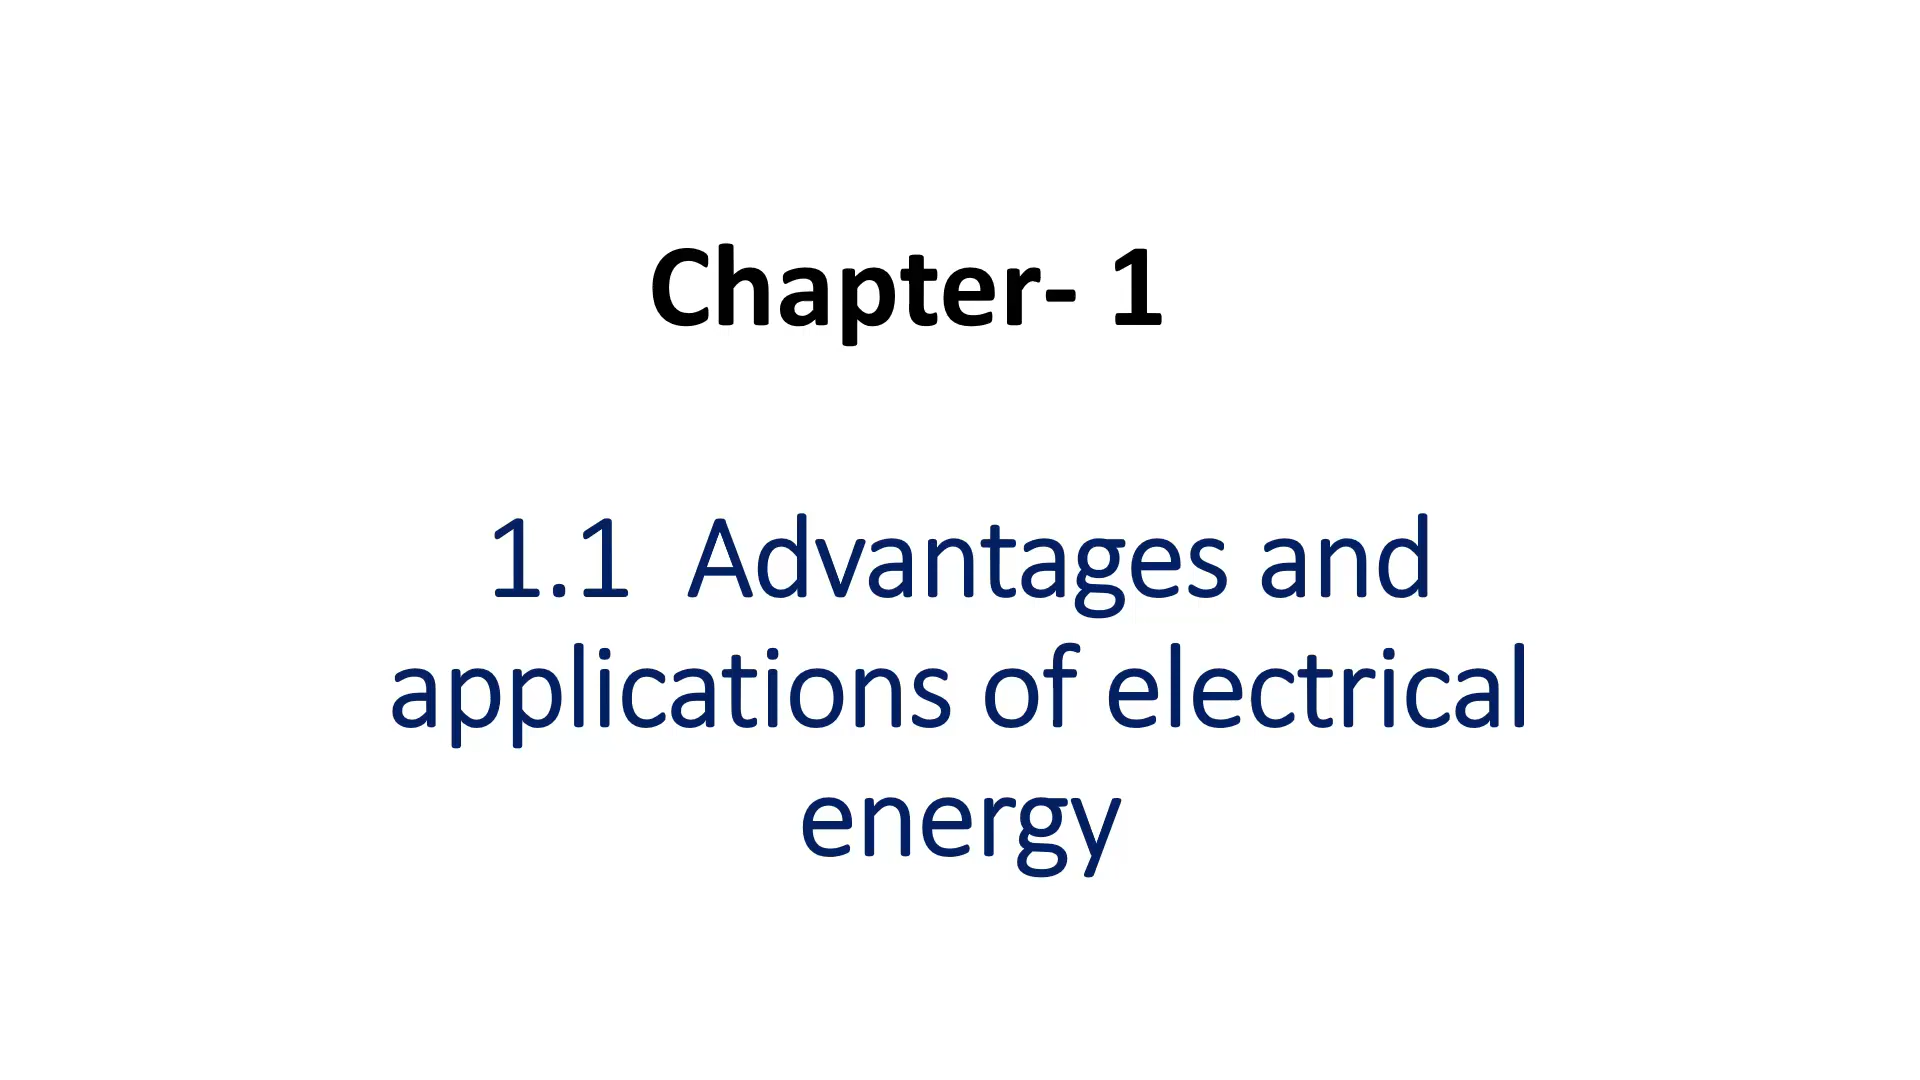 Chapter- 1
1.1  Advantages and
applications of electrical
energy